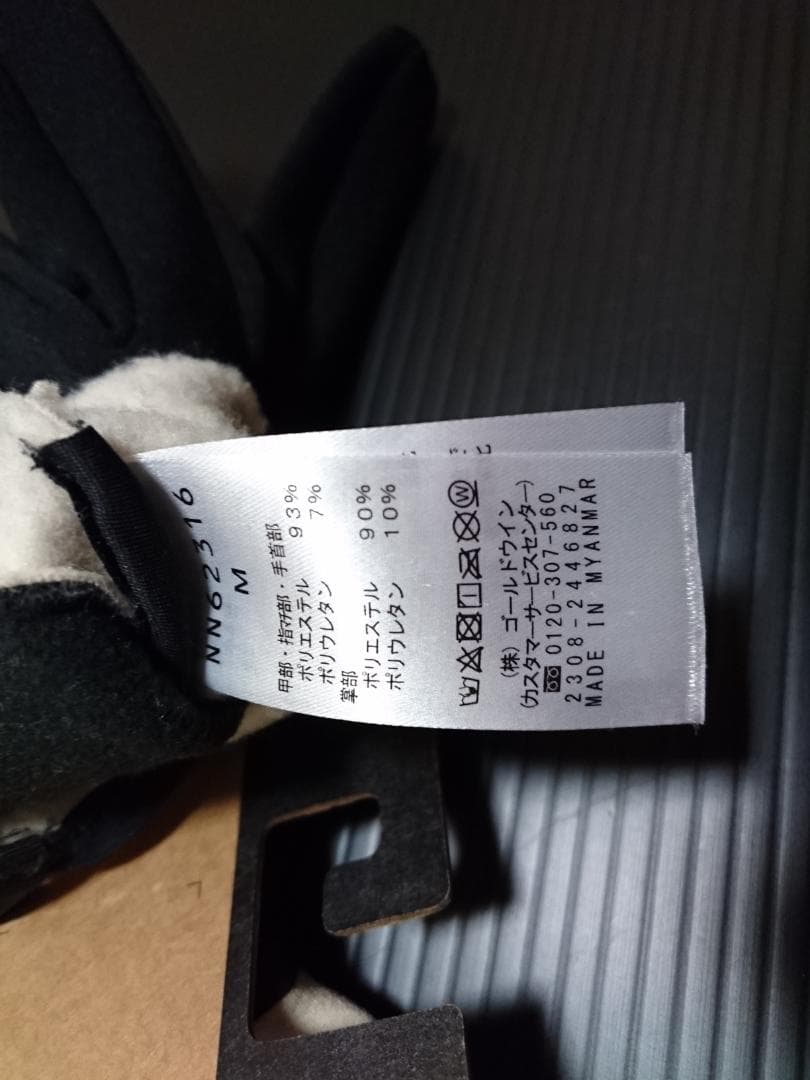 NN62316
M
甲部・指マチ部・手首部
ポリエステル 93%
ポリウレタン 7%
掌部
ポリエステル 90%
ポリウレタン 10%
W
(株)ゴールドウイン
(カスタマーサービスセンター)
0120-307-560
2308-2446827
MADE IN MYANMAR